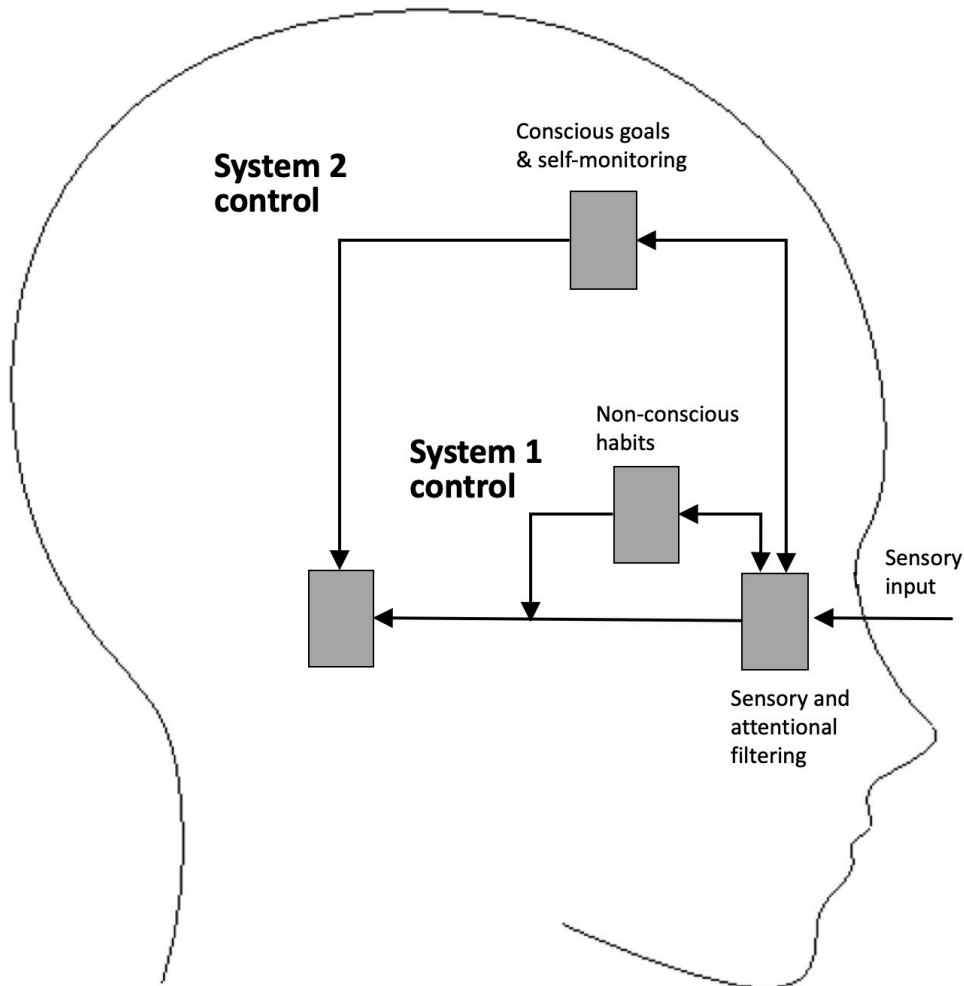 Conscious goals
& self-monitoring
System 2
control
Non-conscious
habits
System 1
control
Sensory
input
Sensory and
attentional
filtering